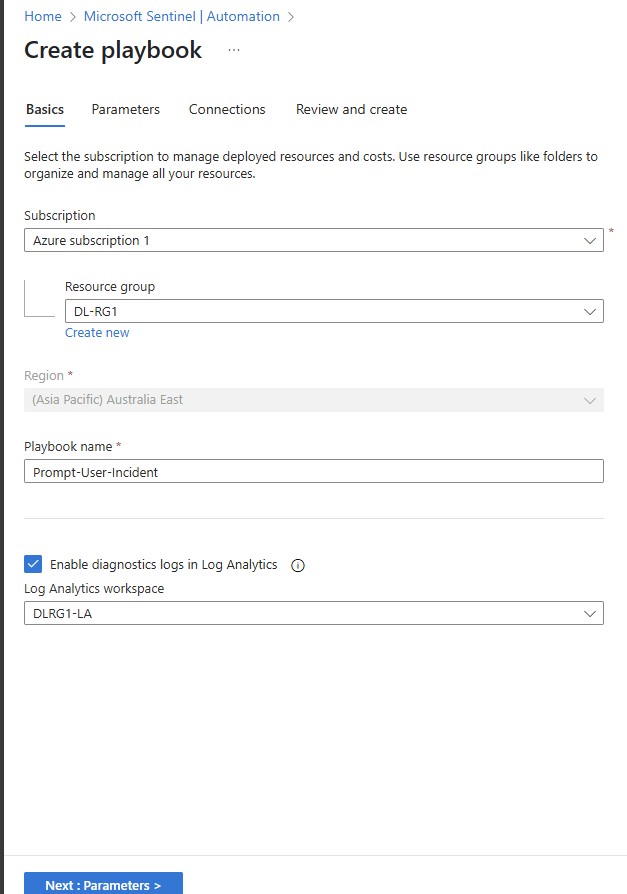 Home > Microsoft Sentinel | Automation >
Create playbook ...
Basics Parameters Connections Review and create
Select the subscription to manage deployed resources and costs. Use resource groups like folders to
organize and manage all your resources.
Subscription
Azure subscription 1 *
Resource group
DL-RG1
Create new
Region *
(Asia Pacific) Australia East
Playbook name *
Prompt-User-Incident
Enable diagnostics logs in Log Analytics
Log Analytics workspace
DLRG1-LA
Next : Parameters >